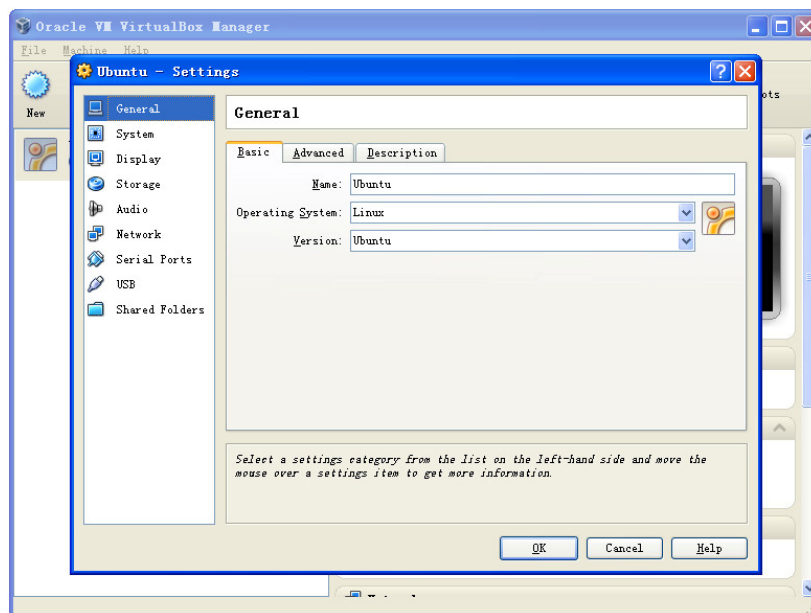 Oracle VM VirtualBox Manager
File Machine Help
Ubuntu - Settings
New
ots
General
System
Display
Storage
Audio
Network
Serial Ports
USB
Shared Folders
General
Basic Advanced Description
Name: Ubuntu
Operating System: Linux
Version: Ubuntu
Select a settings category from the list on the left-hand side and move the
mouse over a settings item to get more information.
OK Cancel Help